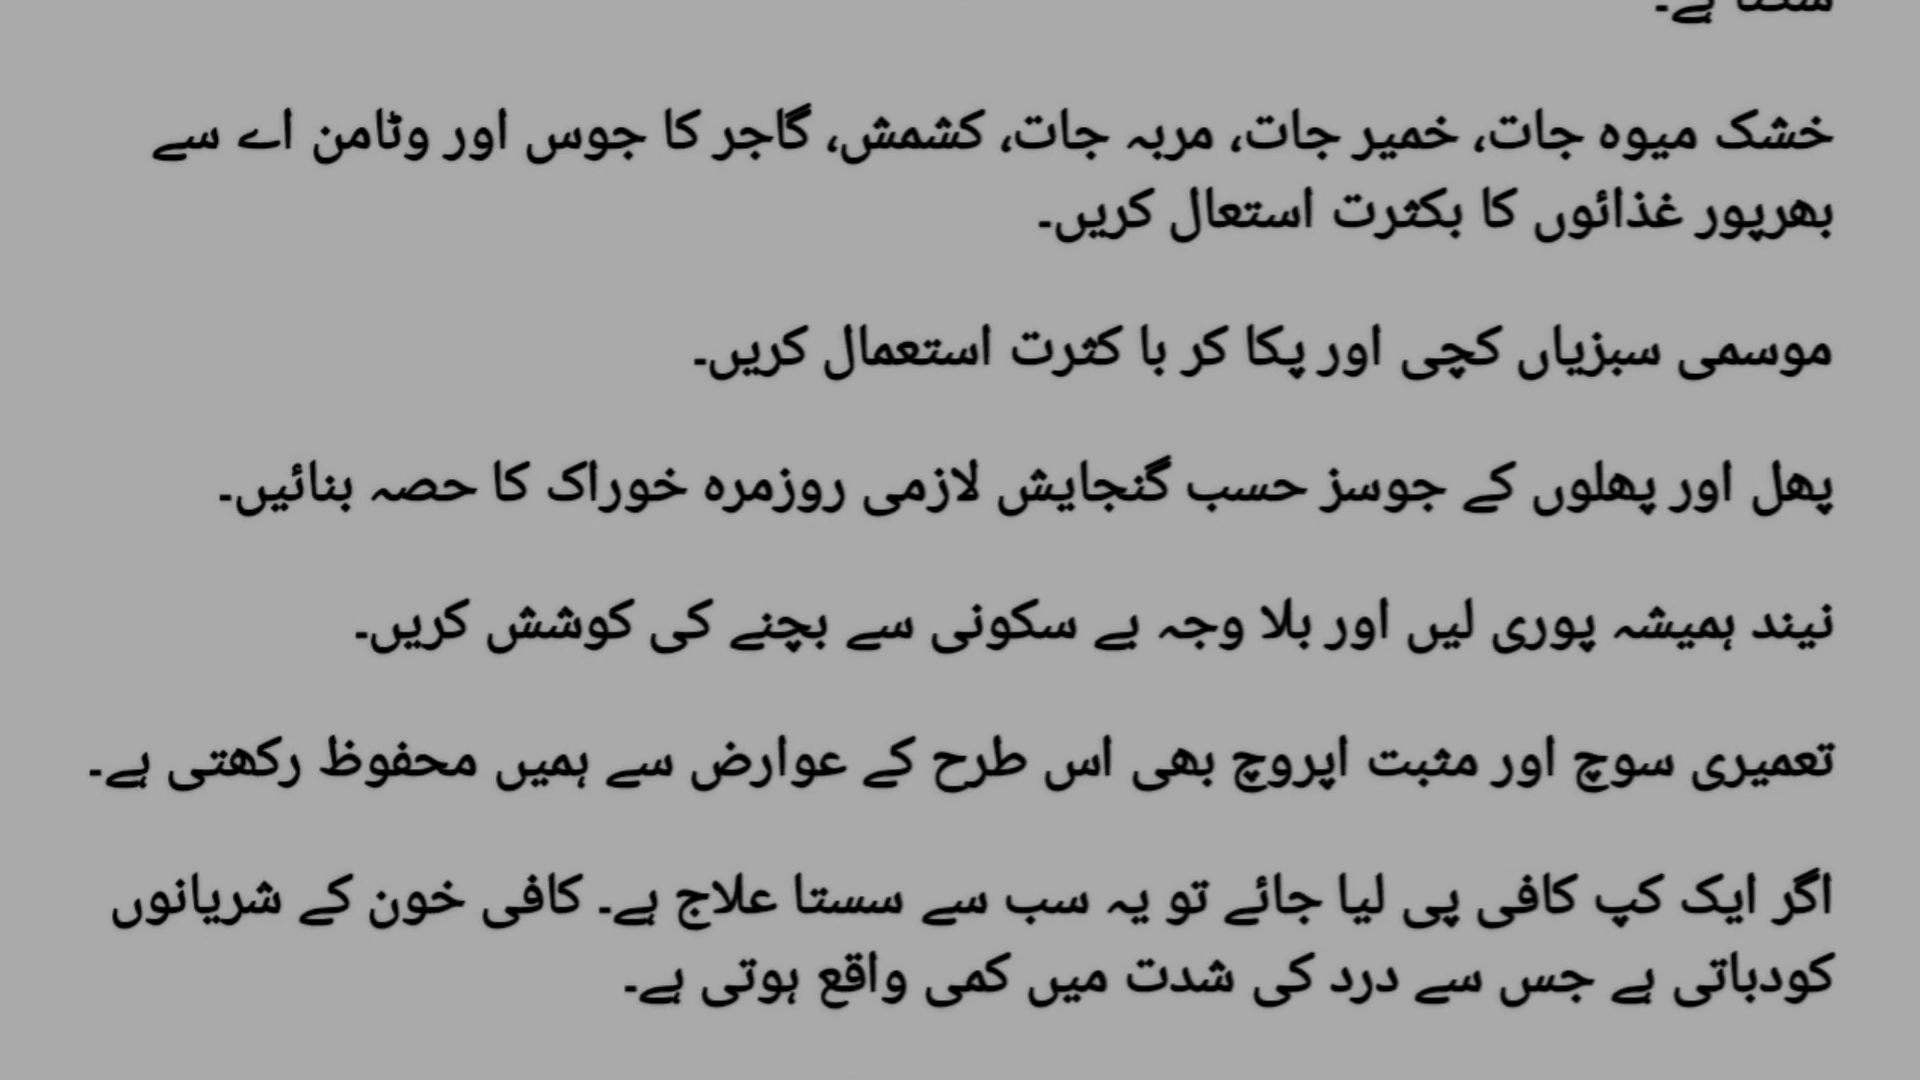 ہے۔
خشک میوہ جات، خمیر جات، مربہ جات، کشمش، گاجر کا جوس اور وٹامن اے سے
بھرپور غذائوں کا بکثرت استعال کریں۔
موسمی سبزیاں کچی اور پکا کر با کثرت استعمال کریں۔
پھل اور پھلوں کے جوسز حسب گنجایش لازمی روزمرہ خوراک کا حصہ بنائیں۔
نیند ہمیشہ پوری لیں اور بلا وجہ بے سکونی سے بچنے کی کوشش کریں۔
تعمیری سوچ اور مثبت اپروچ بھی اس طرح کے عوارض سے ہمیں محفوظ رکھتی ہے۔
اگر ایک کپ کافی پی لیا جائے تو یہ سب سے سستا علاج ہے۔ کافی خون کے شریانوں
کودباتی ہے جس سے درد کی شدت میں کمی واقع ہوتی ہے۔